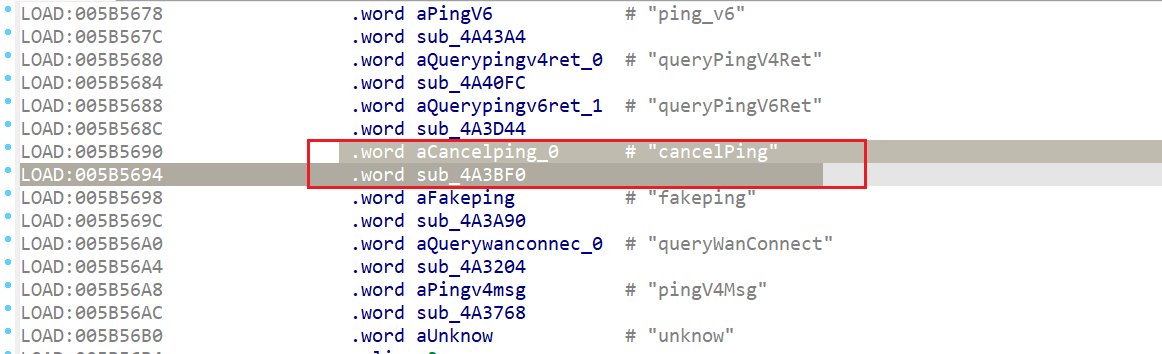 LOAD:005B5678 .word aPingV6 # "ping_v6"
LOAD:005B567C .word sub_4A43A4
LOAD:005B5680 .word aQuerypingv4ret_0 # "queryPingV4Ret"
LOAD:005B5684 .word sub_4A40FC
LOAD:005B5688 .word aQuerypingv6ret_1 # "queryPingV6Ret"
LOAD:005B568C .word sub_4A3D44
LOAD:005B5690 .word aCancelping_0 # "cancelPing"
LOAD:005B5694 .word sub_4A3BF0
LOAD:005B5698 .word aFakeping # "fakeping"
LOAD:005B569C .word sub_4A3A90
LOAD:005B56A0 .word aQuerywanconnec_0 # "queryWanConnect"
LOAD:005B56A4 .word sub_4A3204
LOAD:005B56A8 .word aPingv4msg # "pingV4Msg"
LOAD:005B56AC .word sub_4A3768
LOAD:005B56B0 .word aUnknow # "unknow"